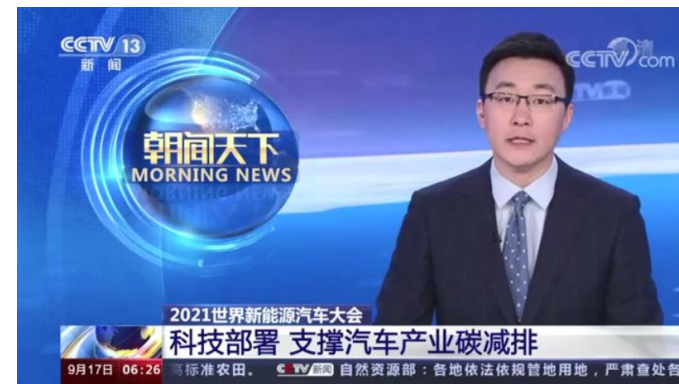 CCTV 13
新闻
CCTV com
朝闻天下
MORNING NEWS
2021世界新能源汽车大会
科技部署 支撑汽车产业碳减排
9月17日 06:26 高标准农田。 CCTV新闻 自然资源部：各地依法依规管地用地，严肃查处各